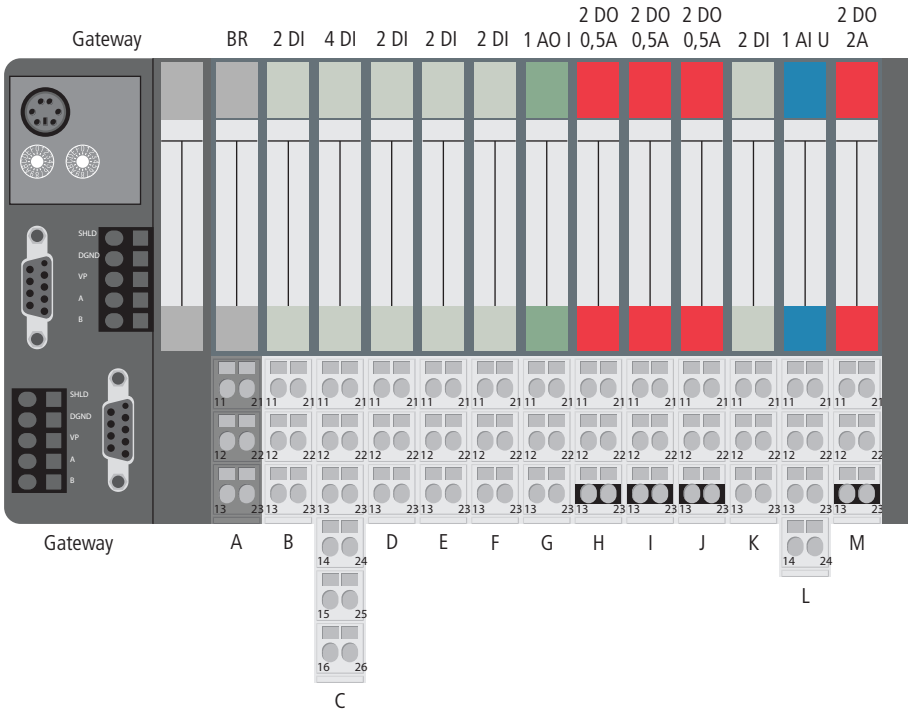 2 DO 2 DO 2 DO 2 DO
Gateway BR 2 DI 4 DI 2 DI 2 DI 2 DI 1 AO I 0,5A 0,5A 0,5A 2 DI 1 AI U 2A
SHLD
DGND
VP
A
B
SHLD
DGND
VP
A
B
11 21 11 21 11 21 11 21 11 21 11 21 11 21 11 21 11 21 11 21 11 21 11 21 11 21
12 22 12 22 12 22 12 22 12 22 12 22 12 22 12 22 12 22 12 22 12 22 12 22 12 22
13 23 13 23 13 23 13 23 13 23 13 23 13 23 13 23 13 23 13 23 13 23 13 23 13 23
Gateway A B D E F G H I J K M
14 24 14 24
L
15 25
16 26
C